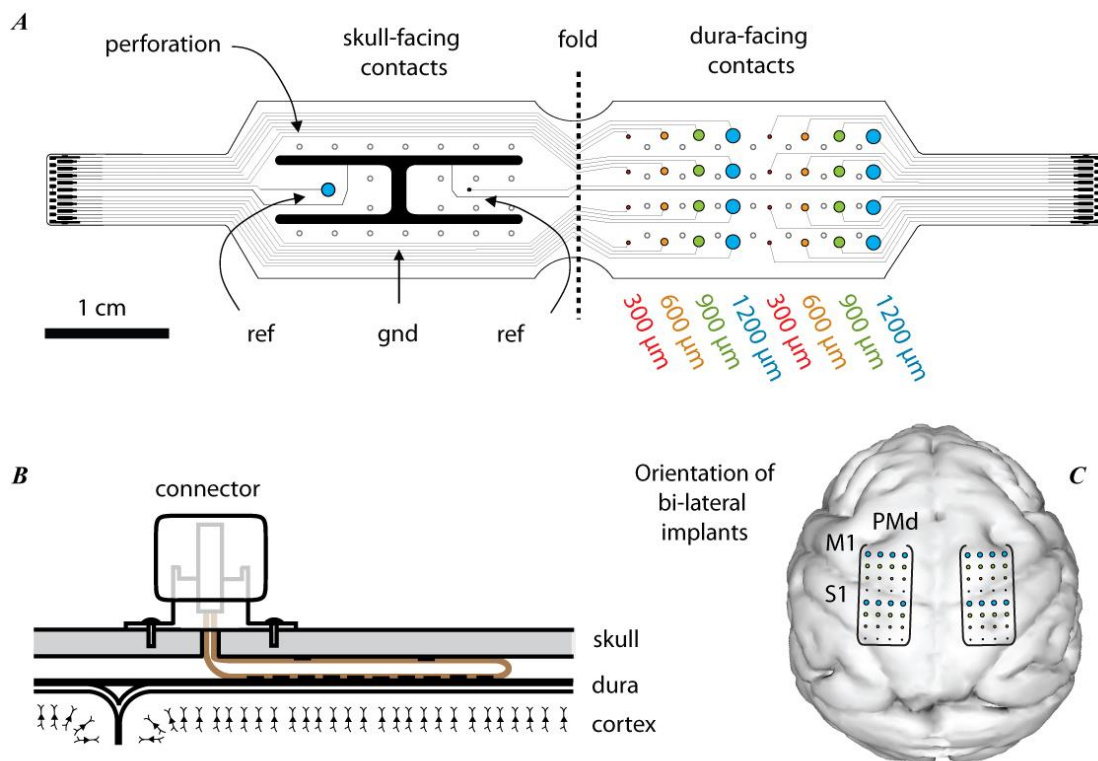 A
skull-facing
contacts
fold
dura-facing
contacts
perforation
1 cm
ref
gnd
ref
300 µm
600 µm
900 µm
1200 µm
300 µm
600 µm
900 µm
1200 µm
B
connector
skull
dura
cortex
Orientation of
bi-lateral
implants
C
PMd
M1
S1